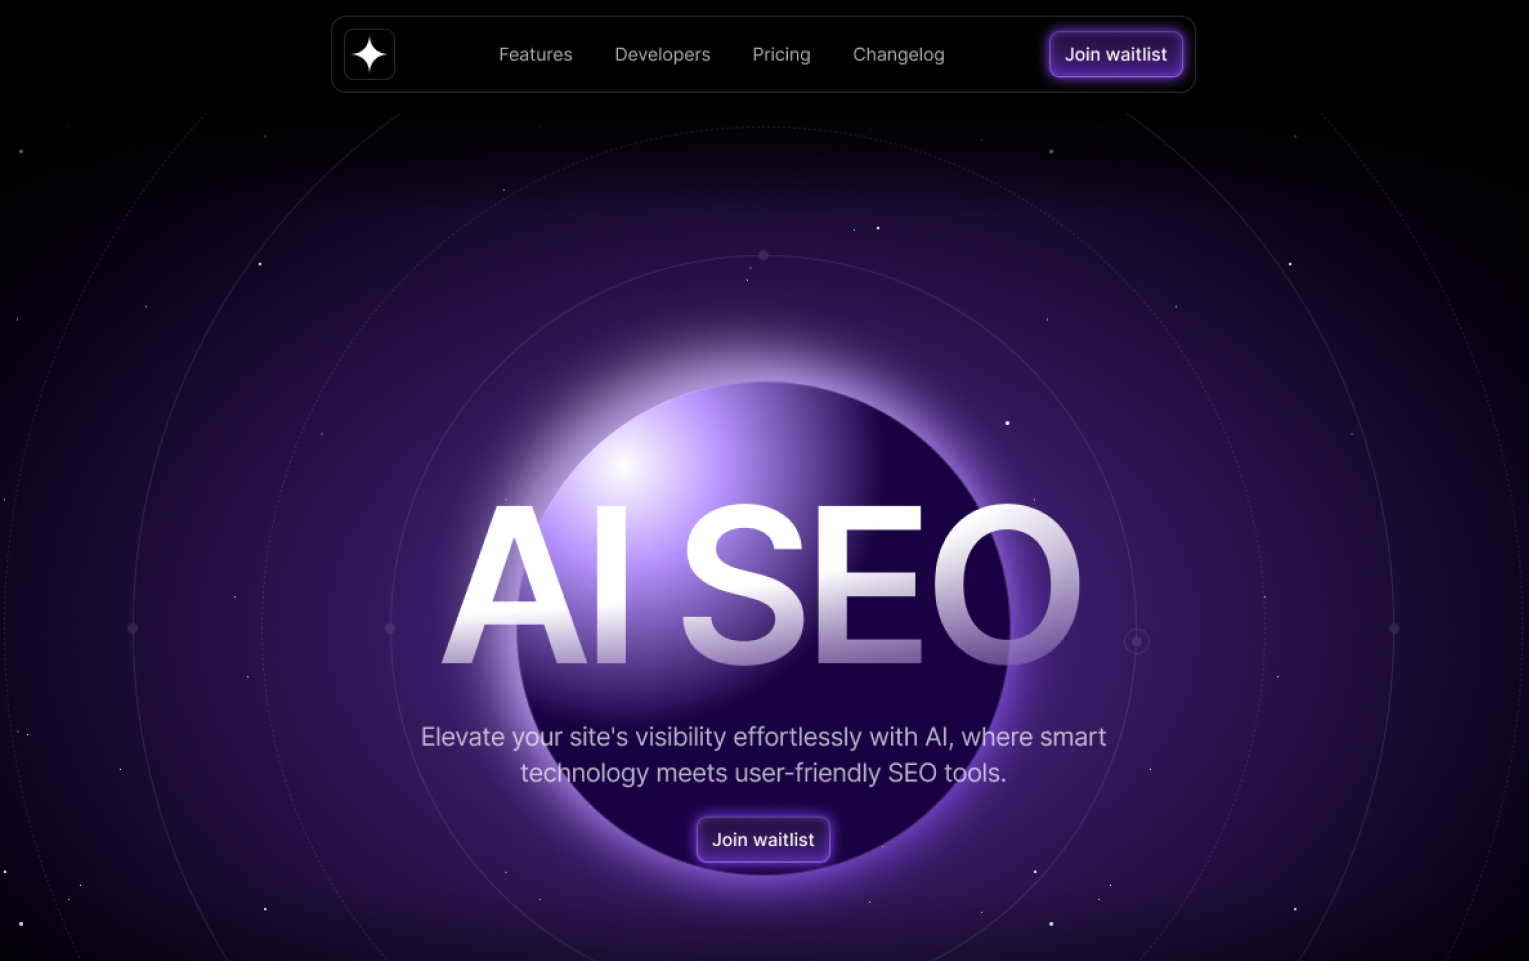 Features Developers Pricing Changelog Join waitlist
AI SEO
Elevate your site's visibility effortlessly with AI, where smart
technology meets user-friendly SEO tools.
Join waitlist